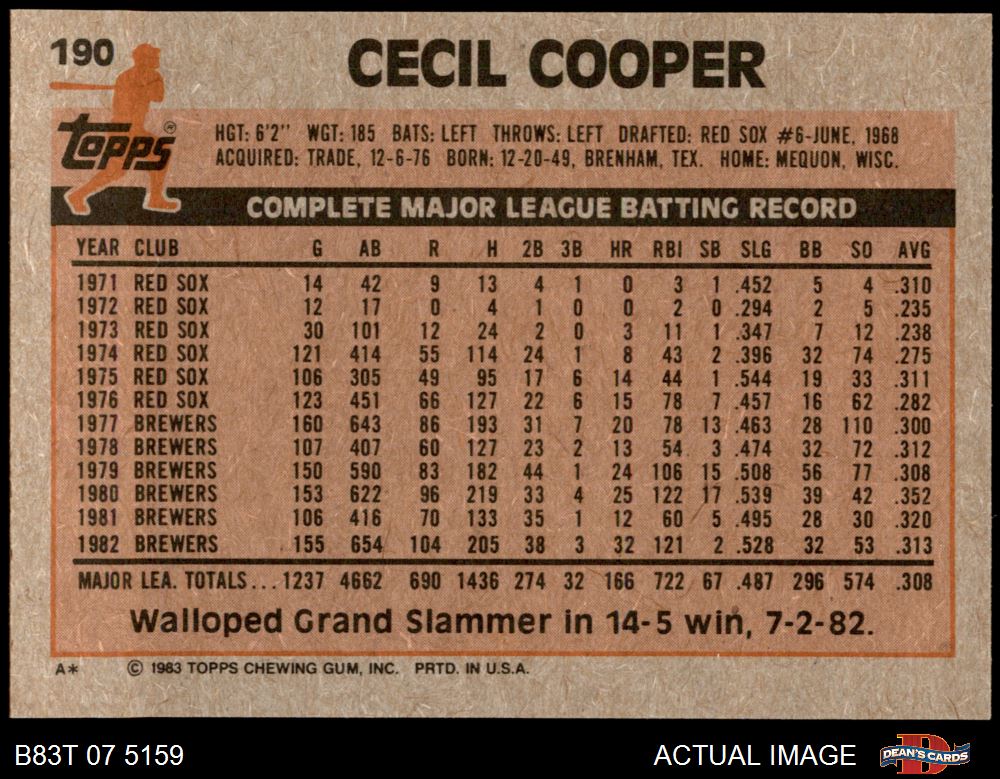 190
CECIL COOPER
topps®
HGT: 6'2" WGT: 185 BATS: LEFT THROWS: LEFT DRAFTED: RED SOX #6-JUNE, 1968
ACQUIRED: TRADE, 12-6-76 BORN: 12-20-49, BRENHAM, TEX. HOME: MEQUON, WISC.
COMPLETE MAJOR LEAGUE BATTING RECORD
YEAR CLUB G AB R H 2B 3B HR RBI SB SLG BB SO AVG
1971 RED SOX 14 42 9 13 4 1 0 3 1 .452 5 4 .310
1972 RED SOX 12 17 0 4 1 0 0 2 0 .294 2 5 .235
1973 RED SOX 30 101 12 24 2 0 3 11 1 .347 7 12 .238
1974 RED SOX 121 414 55 114 24 1 8 43 2 .396 32 74 .275
1975 RED SOX 106 305 49 95 17 6 14 44 1 .544 19 33 .311
1976 RED SOX 123 451 66 127 22 6 15 78 7 .457 16 62 .282
1977 BREWERS 160 643 86 193 31 7 20 78 13 .463 28 110 .300
1978 BREWERS 107 407 60 127 23 2 13 54 3 .474 32 72 .312
1979 BREWERS 150 590 83 182 44 1 24 106 15 .508 56 77 .308
1980 BREWERS 153 622 96 219 33 4 25 122 17 .539 39 42 .352
1981 BREWERS 106 416 70 133 35 1 12 60 5 .495 28 30 .320
1982 BREWERS 155 654 104 205 38 3 32 121 2 .528 32 53 .313
MAJOR LEA. TOTALS... 1237 4662 690 1436 274 32 166 722 67 .487 296 574 .308
Walloped Grand Slammer in 14-5 win, 7-2-82.
A* © 1983 TOPPS CHEWING GUM, INC. PRTD. IN U.S.A.
B83T 07 5159 ACTUAL IMAGE DEAN'S CARDS